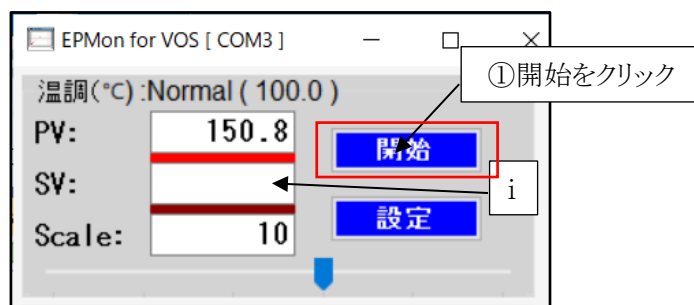 EPMon for VOS [ COM3 ]
①開始をクリック
温調(℃) :Normal ( 100.0 )
PV: 150.8
開始
SV:
i
設定
Scale: 10